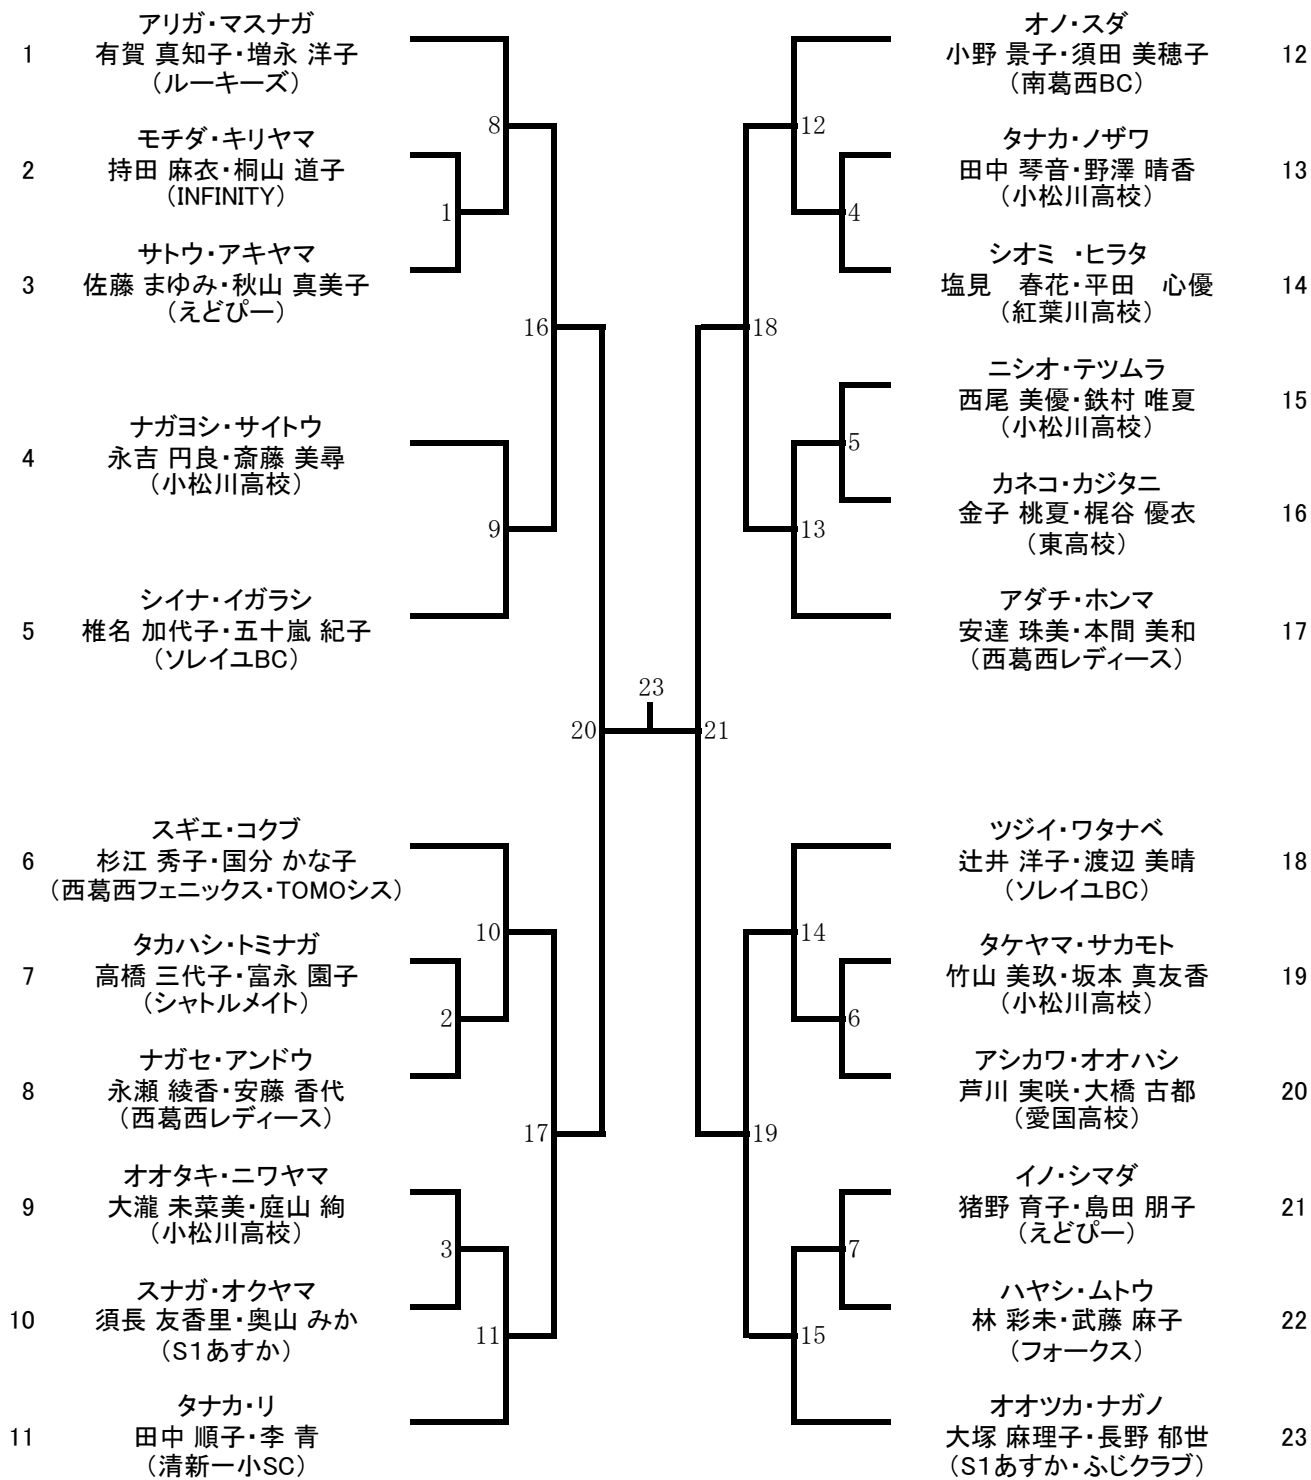 アリガ・マスナガ
1 有賀 真知子・増永 洋子
（ルーキーズ）
8
モチダ・キリヤマ
2 持田 麻衣・桐山 道子
（INFINITY）
1
サトウ・アキヤマ
3 佐藤 まゆみ・秋山 真美子
（えどぴー）
16
ナガヨシ・サイトウ
4 永吉 円良・斎藤 美尋
（小松川高校）
9
シイナ・イガラシ
5 椎名 加代子・五十嵐 紀子
（ソレイユBC）
20
スギエ・コクブ
6 杉江 秀子・国分 かな子
（西葛西フェニックス・TOMOシス）
10
タカハシ・トミナガ
7 高橋 三代子・富永 園子
（シャトルメイト）
2
ナガセ・アンドウ
8 永瀬 綾香・安藤 香代
（西葛西レディース）
17
オオタキ・ニワヤマ
9 大瀧 未菜美・庭山 絢
（小松川高校）
3
スナガ・オクヤマ
10 須長 友香里・奥山 みか
（S1あすか）
11
タナカ・リ
11 田中 順子・李 青
（清新一小SC）
23
オノ・スダ
小野 景子・須田 美穂子 12
（南葛西BC）
12
タナカ・ノザワ
田中 琴音・野澤 晴香 13
（小松川高校）
4
シオミ ・ヒラタ
塩見　春花・平田　心優 14
（紅葉川高校）
18
ニシオ・テツムラ
西尾 美優・鉄村 唯夏 15
（小松川高校）
5
カネコ・カジタニ
金子 桃夏・梶谷 優衣 16
（東高校）
13
アダチ・ホンマ
安達 珠美・本間 美和 17
（西葛西レディース）
21
ツジイ・ワタナベ
辻井 洋子・渡辺 美晴 18
（ソレイユBC）
14
タケヤマ・サカモト
竹山 美玖・坂本 真友香 19
（小松川高校）
6
アシカワ・オオハシ
芦川 実咲・大橋 古都 20
（愛国高校）
19
イノ・シマダ
猪野 育子・島田 朋子 21
（えどぴー）
7
ハヤシ・ムトウ
林 彩未・武藤 麻子 22
（フォークス）
15
オオツカ・ナガノ
大塚 麻理子・長野 郁世 23
（S1あすか・ふじクラブ）